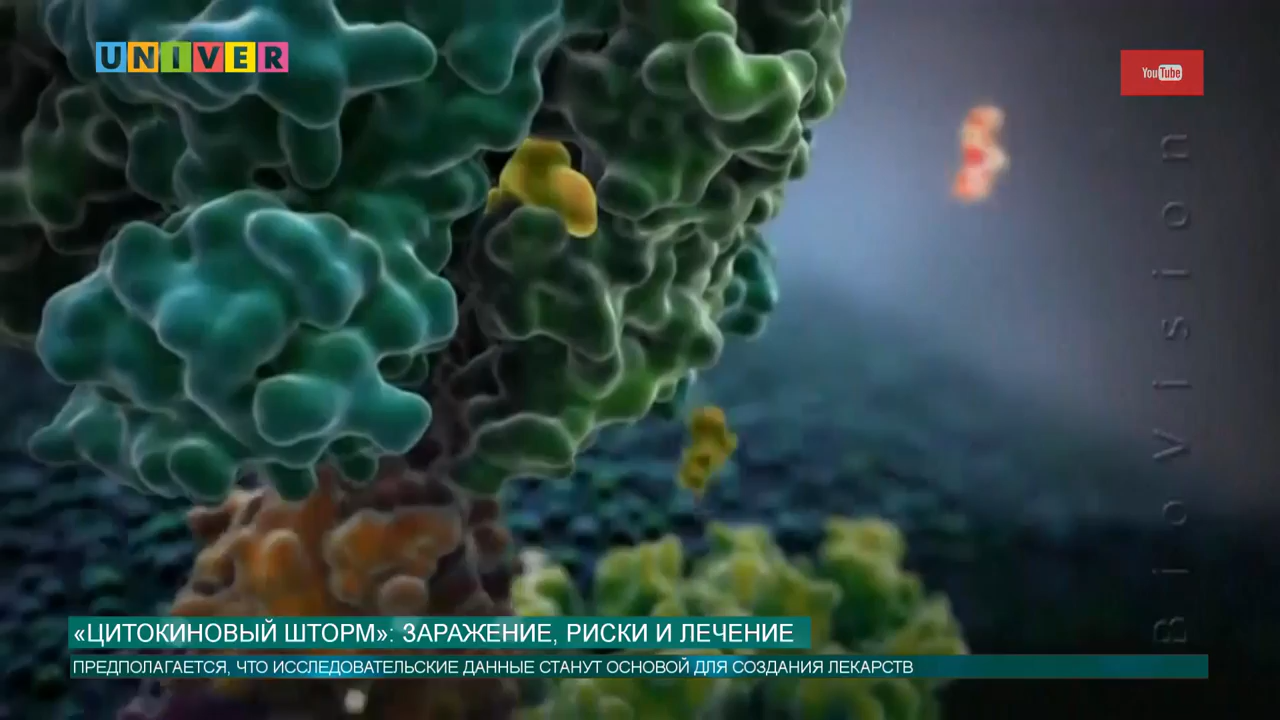 UNIVER
YouTube
BioVision
«ЦИТОКИНОВЫЙ ШТОРМ»: ЗАРАЖЕНИЕ, РИСКИ И ЛЕЧЕНИЕ
ПРЕДПОЛАГАЕТСЯ, ЧТО ИССЛЕДОВАТЕЛЬСКИЕ ДАННЫЕ СТАНУТ ОСНОВОЙ ДЛЯ СОЗДАНИЯ ЛЕКАРСТВ